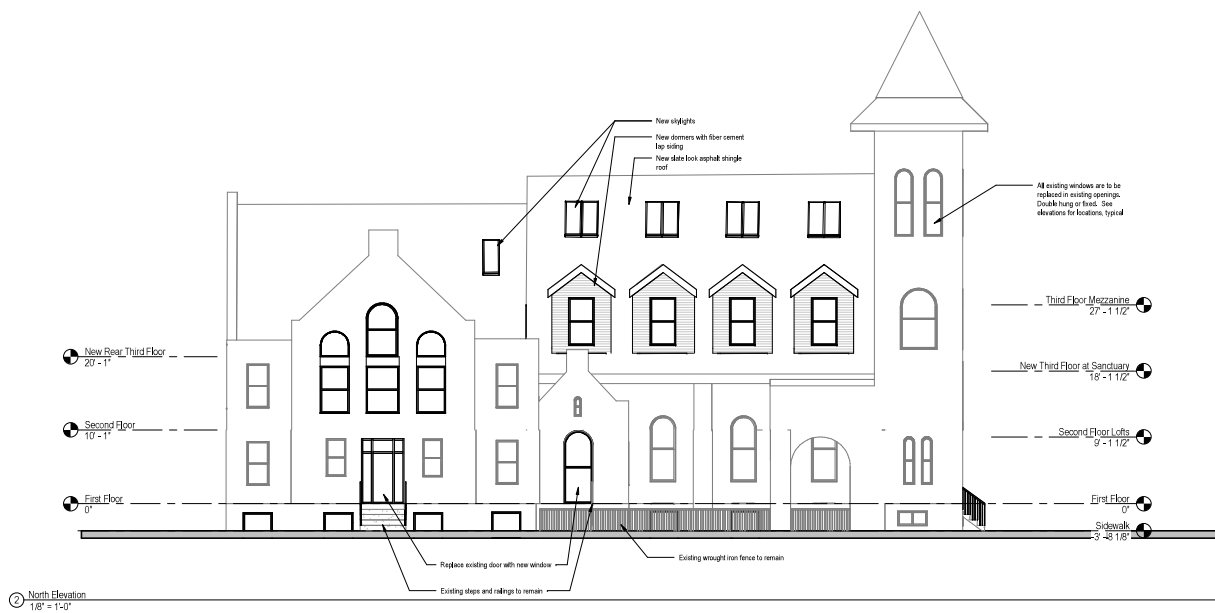 New skylights
New dormers with fiber cement
lap siding
New slate look asphalt shingle
roof
All existing windows are to be
replaced in existing openings.
Double hung or fixed. See
elevations for locations, typical
Third Floor Mezzanine
27' - 1 1/2"
New Rear Third Floor
20' - 1"
New Third Floor at Sanctuary
18' - 1 1/2"
Second Floor
10' - 1"
Second Floor Lofts
9' - 1 1/2"
First Floor
0"
First Floor
0"
Sidewalk
-3' -8 1/8"
Existing wrought iron fence to remain
Replace existing door with new window
Existing steps and railings to remain
2
North Elevation
1/8" = 1'-0"